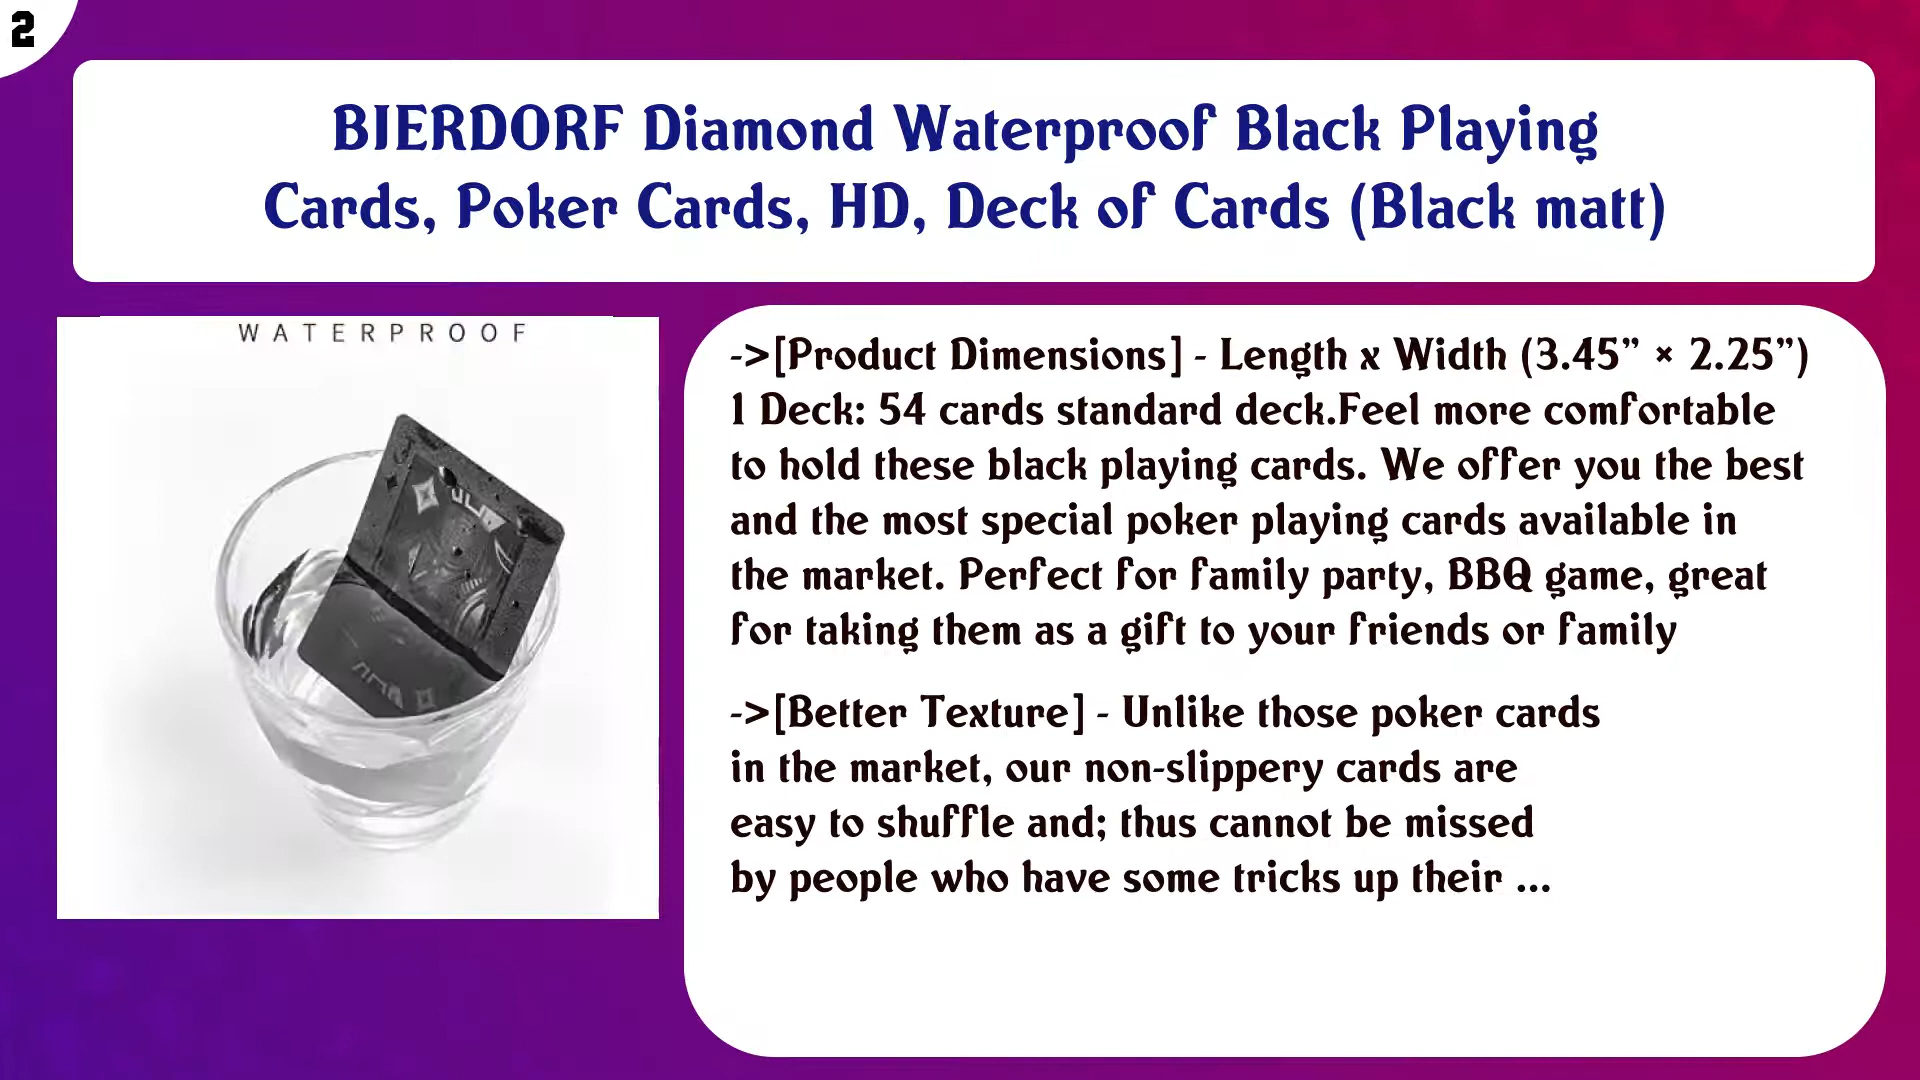 2
BIERDORF Diamond Waterproof Black Playing
Cards, Poker Cards, HD, Deck of Cards (Black matt)
WATERPROOF
->[Product Dimensions] - Length x Width (3.45” × 2.25”)
1 Deck: 54 cards standard deck.Feel more comfortable
to hold these black playing cards. We offer you the best
and the most special poker playing cards available in
the market. Perfect for family party, BBQ game, great
for taking them as a gift to your friends or family
->[Better Texture] - Unlike those poker cards
in the market, our non-slippery cards are
easy to shuffle and; thus cannot be missed
by people who have some tricks up their ...